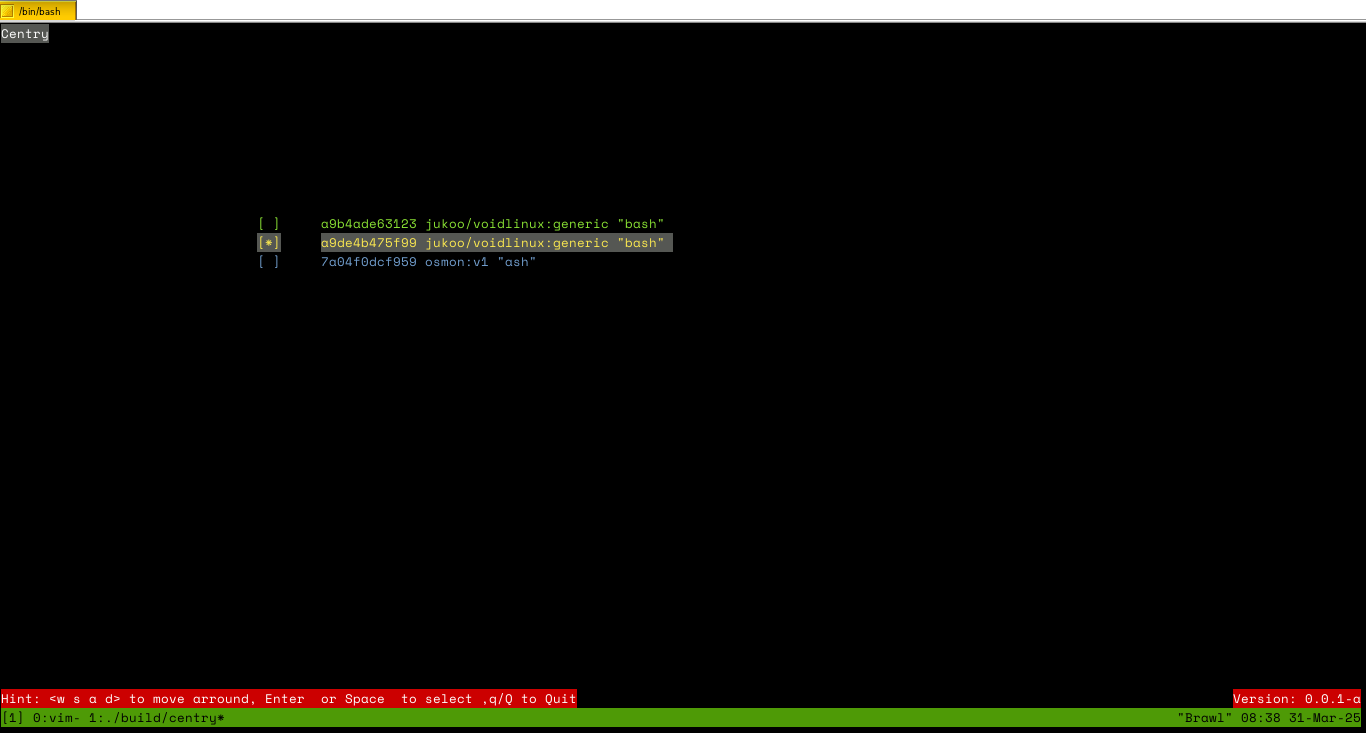 /bin/bash
Centry
[ ] a9b4ade63123 jukoo/voidlinux:generic "bash"
[*] a9de4b475f99 jukoo/voidlinux:generic "bash"
[ ] 7a04f0dcf959 osmon:v1 "ash"
Hint: <w s a d> to move arround, Enter  or Space  to select ,q/Q to Quit Version: 0.0.1-a
[1] 0:vim- 1:./build/centry* "Brawl" 08:38 31-Mar-25